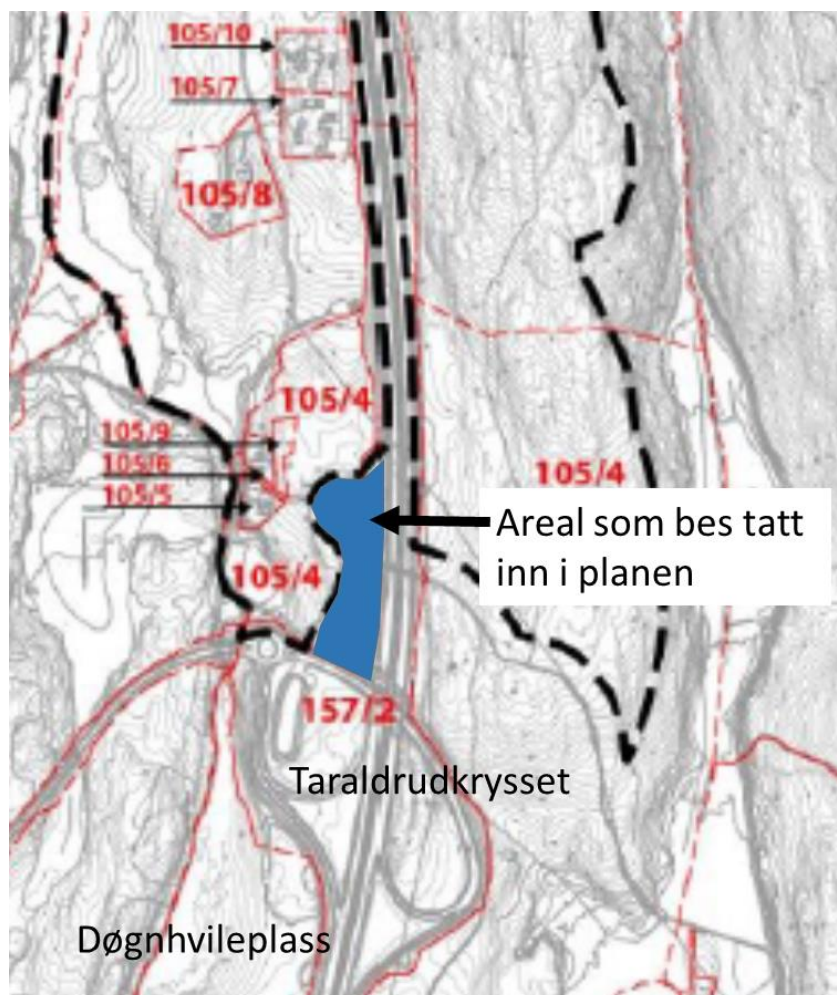 105/10
105/7
105/8
105/4
105/9
105/6
105/5
105/4
Areal som bes tatt
inn i planen
105/4
157/2
Taraldrudkrysset
Døgnhvileplass